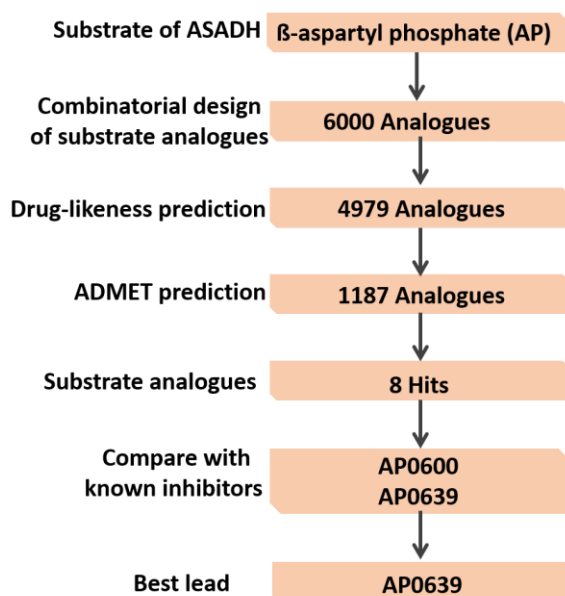 Substrate of ASADH
ß-aspartyl phosphate (AP)
Combinatorial design
of substrate analogues
6000 Analogues
Drug-likeness prediction
4979 Analogues
ADMET prediction
1187 Analogues
Substrate analogues
8 Hits
Compare with
known inhibitors
AP0600
AP0639
Best lead
AP0639